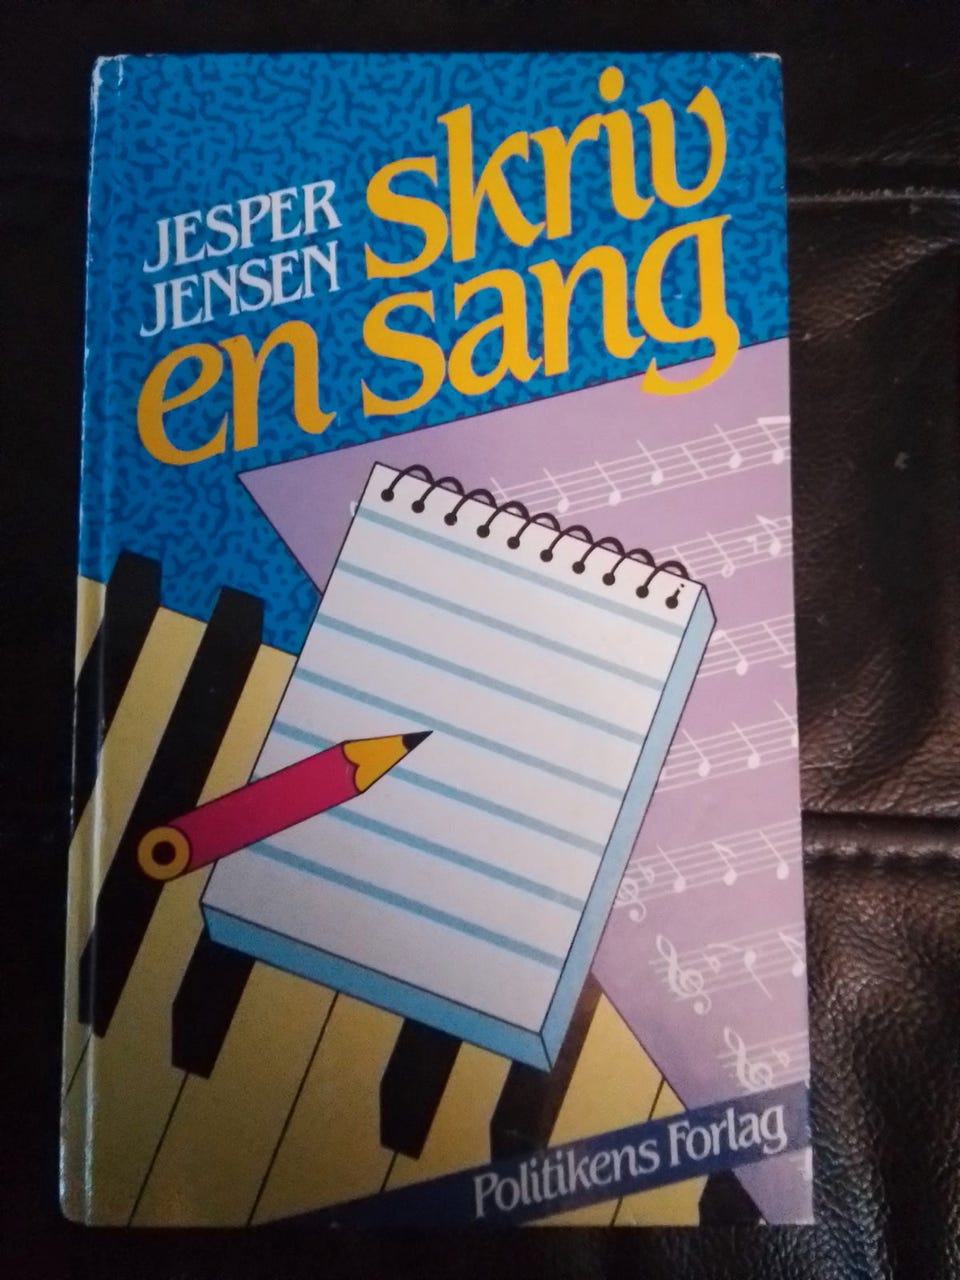 JESPER
JENSEN
skriv
en sang
Politikens Forlag